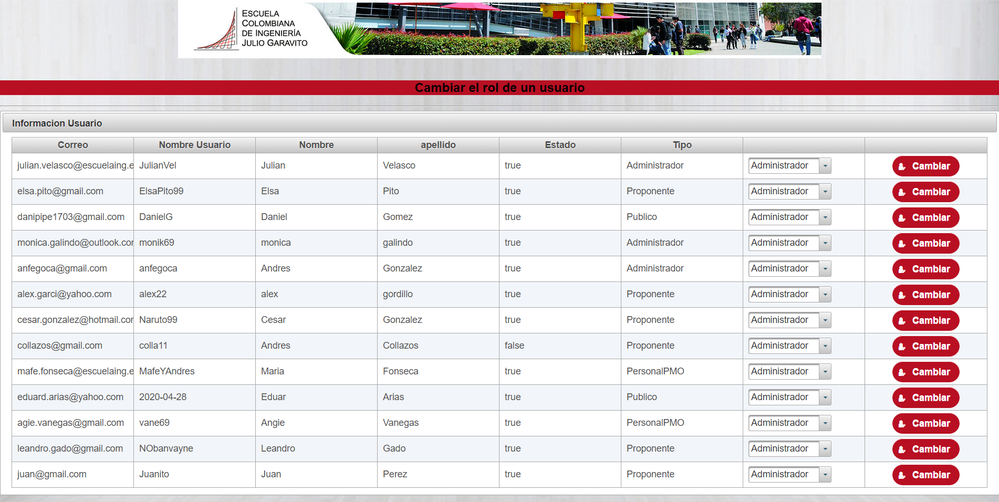 ESCUELA
COLOMBIANA
DE INGENIERÍA
JULIO GARAVITO
Cambiar el rol de un usuario
Informacion Usuario
Correo Nombre Usuario Nombre apellido Estado Tipo
julian.velasco@escuelaing.e JulianVel Julian Velasco true Administrador Administrador Cambiar
elsa.pito@gmail.com ElsaPito99 Elsa Pito true Proponente Administrador Cambiar
danipipe1703@gmail.com DanielG Daniel Gomez true Publico Administrador Cambiar
monica.galindo@outlook.cor monik69 monica galindo true Administrador Administrador Cambiar
anfegoca@gmail.com anfegoca Andres Gonzalez true Administrador Administrador Cambiar
alex.garci@yahoo.com alex22 alex gordillo true Proponente Administrador Cambiar
cesar.gonzalez@hotmail.cor Naruto99 Cesar Gonzalez true Proponente Administrador Cambiar
collazos@gmail.com colla11 Andres Collazos false Proponente Administrador Cambiar
mafe.fonseca@escuelaing.e MafeYAndres Maria Fonseca true PersonalPMO Administrador Cambiar
eduard.arias@yahoo.com 2020-04-28 Eduar Arias true Publico Administrador Cambiar
agie.vanegas@gmail.com vane69 Angie Vanegas true PersonalPMO Administrador Cambiar
leandro.gado@gmail.com NObanvayne Leandro Gado true Proponente Administrador Cambiar
juan@gmail.com Juanito Juan Perez true Proponente Administrador Cambiar